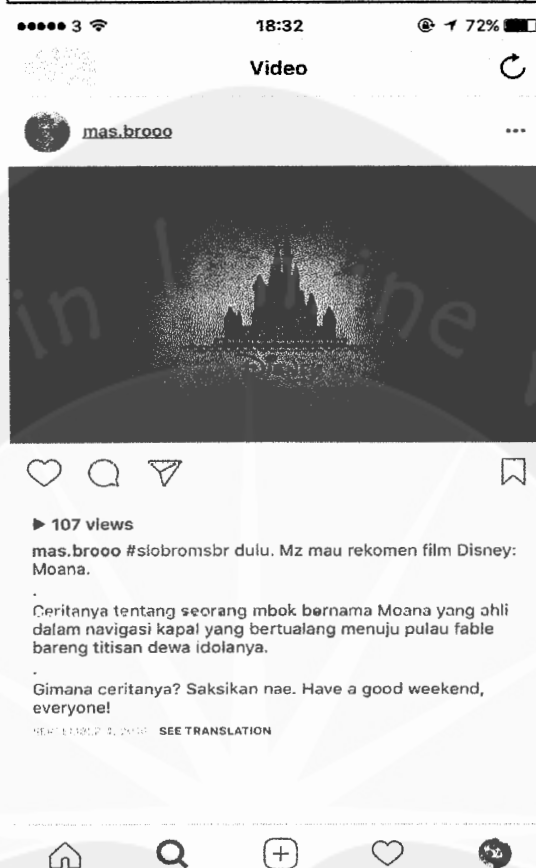 3 18:32 72%
Video
mas.brooo
107 views
mas.brooo #slobromsbr dulu. Mz mau rekomen film Disney:
Moana.
.
Ceritanya tentang seorang mbok bernama Moana yang ahli
dalam navigasi kapal yang bertualang menuju pulau fable
bareng titisan dewa idolanya.
.
Gimana ceritanya? Saksikan nae. Have a good weekend,
everyone!
SEE TRANSLATION